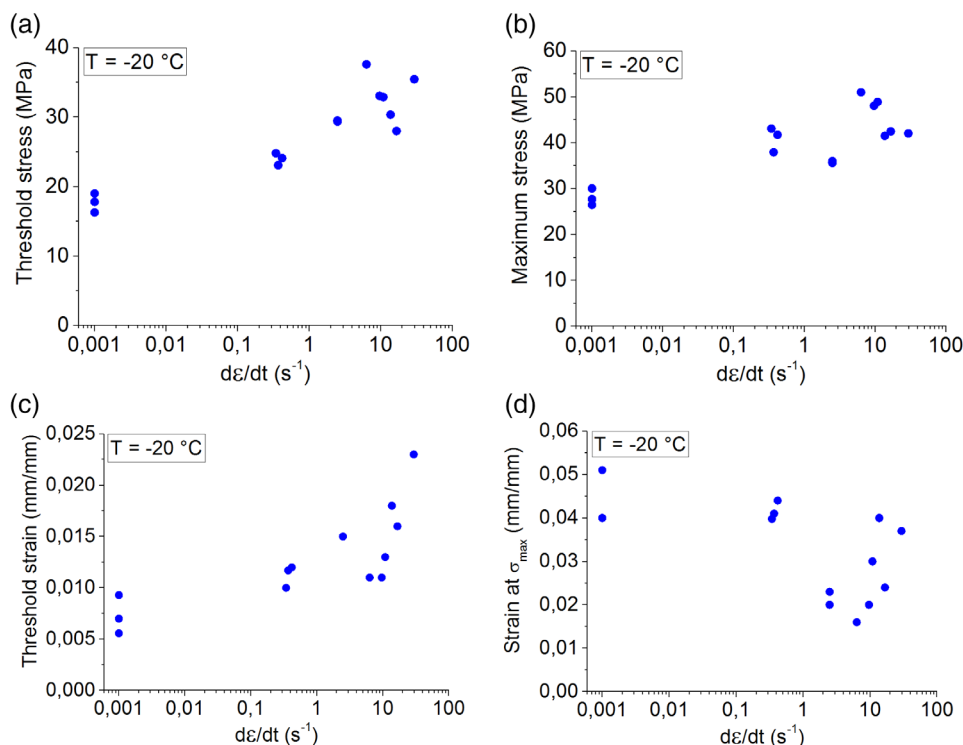 (a)
T = -20 °C
Threshold stress (MPa)
40
30
20
10
0
0,001 0,01 0,1 1 10 100
dε/dt (s⁻¹)
(b)
T = -20 °C
Maximum stress (MPa)
60
50
40
30
20
10
0
0,001 0,01 0,1 1 10 100
dε/dt (s⁻¹)
(c)
T = -20 °C
Threshold strain (mm/mm)
0,025
0,020
0,015
0,010
0,005
0,000
0,001 0,01 0,1 1 10 100
dε/dt (s⁻¹)
(d)
T = -20 °C
Strain at σmax (mm/mm)
0,06
0,05
0,04
0,03
0,02
0,01
0,00
0,001 0,01 0,1 1 10 100
dε/dt (s⁻¹)